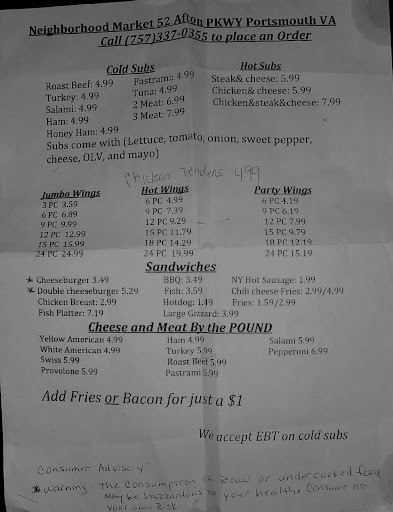 Neighborhood Market 52 Afton PKWY Portsmouth VA
Call (757)337-0355 to place an Order
Cold Subs
Roast Beef: 4.99 Pastrami: 4.99
Turkey: 4.99 Tuna: 4.99
Salami: 4.99 2 Meat: 6.99
Ham: 4.99 3 Meat: 7.99
Honey Ham: 4.99
Hot Subs
Steak& cheese: 5.99
Chicken& cheese: 5.99
Chicken&steak&cheese: 7.99
Subs come with (Lettuce, tomato, onion, sweet pepper,
cheese, OLV, and mayo)
Chicken Tenders 4.99
Jumbo Wings
3 PC 3.59
6 PC 6.89
9 PC 9.99
12 PC 12.99
15 PC 15.99
24 PC 24.99
Hot Wings
6 PC 4.99
9 PC 7.39
12 PC 9.29
15 PC 11.79
18 PC 14.29
24 PC 19.99
Party Wings
6 PC 4.19
9 PC 6.19
12 PC 7.99
15 PC 9.79
18 PC 12.19
24 PC 15.19
Sandwiches
* Cheeseburger 3.49 BBQ: 3.49 NY Hot Sausage: 1.99
* Double cheeseburger 5.29 Fish: 3.59 Chili cheese Fries: 2.99/4.99
Chicken Breast: 2.99 Hotdog: 1.49 Fries: 1.59/2.99
Fish Platter: 7.19 Large Gizzard: 3.99
Cheese and Meat By the POUND
Yellow American 4.99 Ham 4.99 Salami 5.99
White American 4.99 Turkey 5.99 Pepperoni 6.99
Swiss 5.99 Roast Beef 5.99
Provolone 5.99 Pastrami 5.99
Add Fries or Bacon for just a $1
We accept EBT on cold subs
Consumer Advisory
* Warning - The Consumption of Raw or undercooked food
may be hazzardous to your health. Consume at
your own Risk